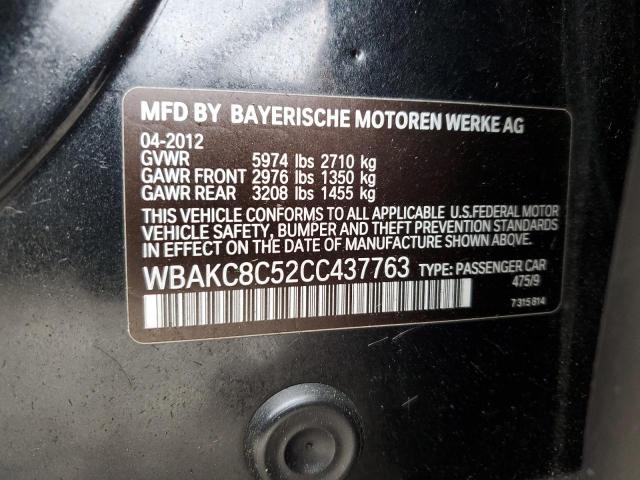 MFD BY BAYERISCHE MOTOREN WERKE AG
04-2012
GVWR 5974 lbs 2710 kg
GAWR FRONT 2976 lbs 1350 kg
GAWR REAR 3208 lbs 1455 kg
THIS VEHICLE CONFORMS TO ALL APPLICABLE U.S.FEDERAL MOTOR
VEHICLE SAFETY, BUMPER AND THEFT PREVENTION STANDARDS
IN EFFECT ON THE DATE OF MANUFACTURE SHOWN ABOVE.
WBAKC8C52CC437763 TYPE: PASSENGER CAR
475/9
7 315 814